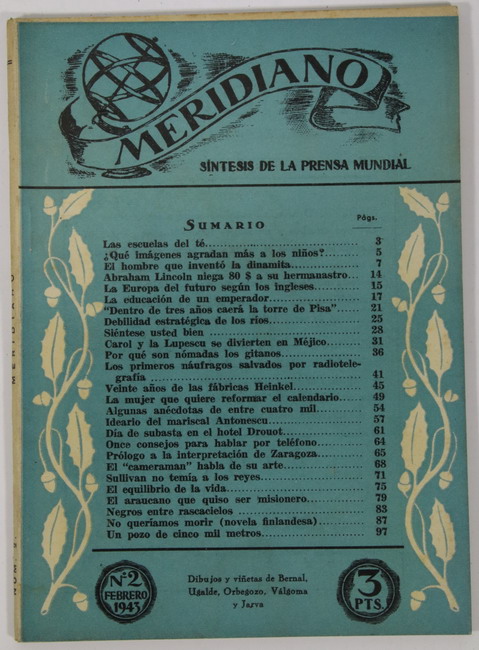 MERIDIANO
SÍNTESIS DE LA PRENSA MUNDIAL
SUMARIO
Págs.
Las escuelas del té 3
¿Qué imágenes agradan más a los niños? 5
El hombre que inventó la dinamita 7
Abraham Lincoln niega 80 $ a su hermanastro 14
La Europa del futuro según los ingleses 15
La educación de un emperador 17
"Dentro de tres años caerá la torre de Pisa" 21
Debilidad estratégica de los ríos 25
Siéntese usted bien 28
Carol y la Lupescu se divierten en Méjico 31
Por qué son nómadas los gitanos 36
Los primeros náufragos salvados por radiotele-
grafía 41
Veinte años de las fábricas Heinkel 45
La mujer que quiere reformar el calendario 49
Algunas anécdotas de entre cuatro mil 54
Ideario del mariscal Antonescu 57
Día de subasta en el hotel Drouot 61
Once consejos para hablar por teléfono 64
Prólogo a la interpretación de Zaragoza 65
El "cameraman" habla de su arte 68
Sullivan no temía a los reyes 71
El equilibrio de la vida 75
El araucano que quiso ser misionero 79
Negros entre rascacielos 83
No queríamos morir (novela finlandesa) 87
Un pozo de cinco mil metros 97
Nº 2
FEBRERO
1943
Dibujos y viñetas de Bernal,
Ugalde, Orbegozo, Válgoma
y Jasva
3
PTS.
MERIDIANO
NÚM. 2